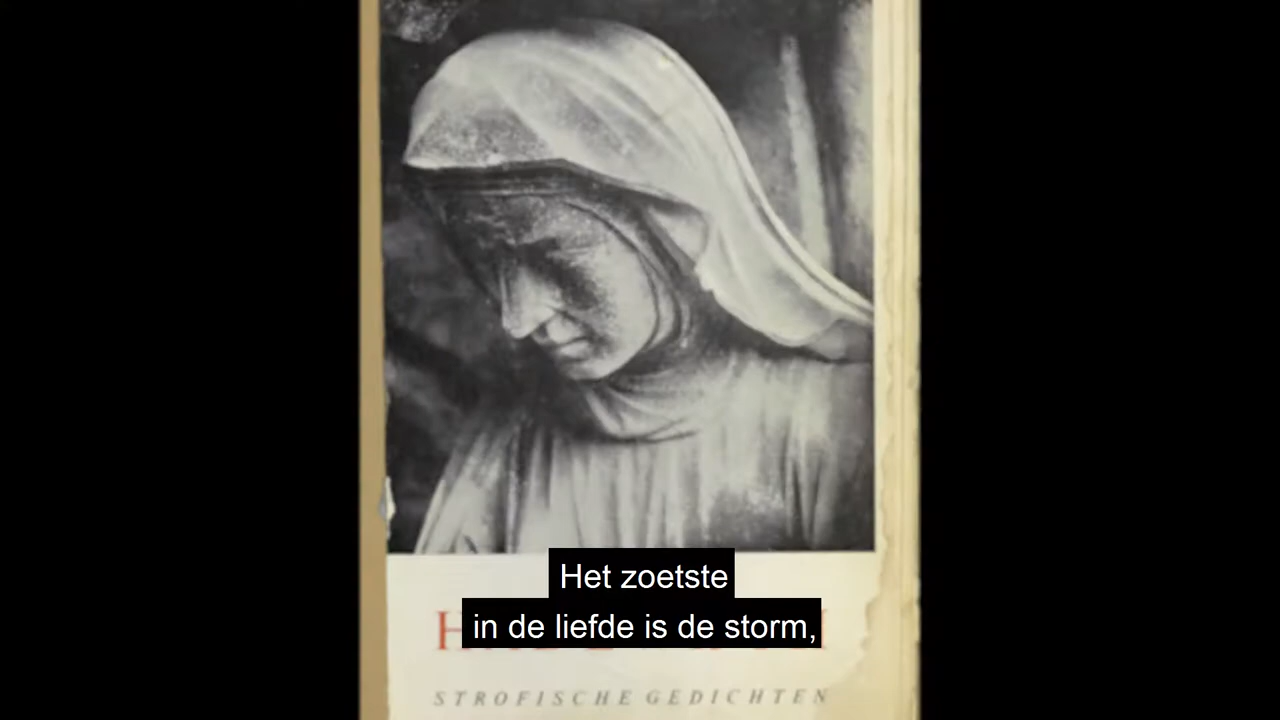 Het zoetste
in de liefde is de storm,
STROFISCHE GEDICHTEN